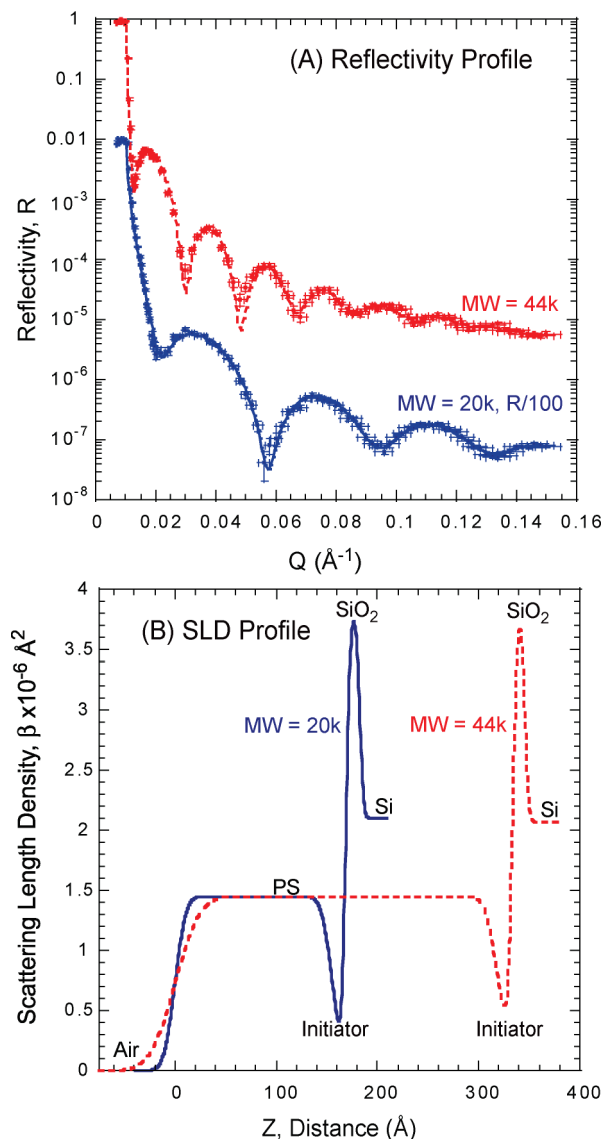 (A) Reflectivity Profile
Reflectivity, R
1
0.1
0.01
10⁻³
10⁻⁴
10⁻⁵
10⁻⁶
10⁻⁷
10⁻⁸
MW = 44k
MW = 20k, R/100
0 0.02 0.04 0.06 0.08 0.1 0.12 0.14 0.16
Q (Å⁻¹)
(B) SLD Profile
Scattering Length Density, β x10⁻⁶ Å²
4
3.5
3
2.5
2
1.5
1
0.5
0
SiO₂ SiO₂
MW = 20k MW = 44k
Si Si
PS
Initiator Initiator
Air
0 100 200 300 400
Z, Distance (Å)